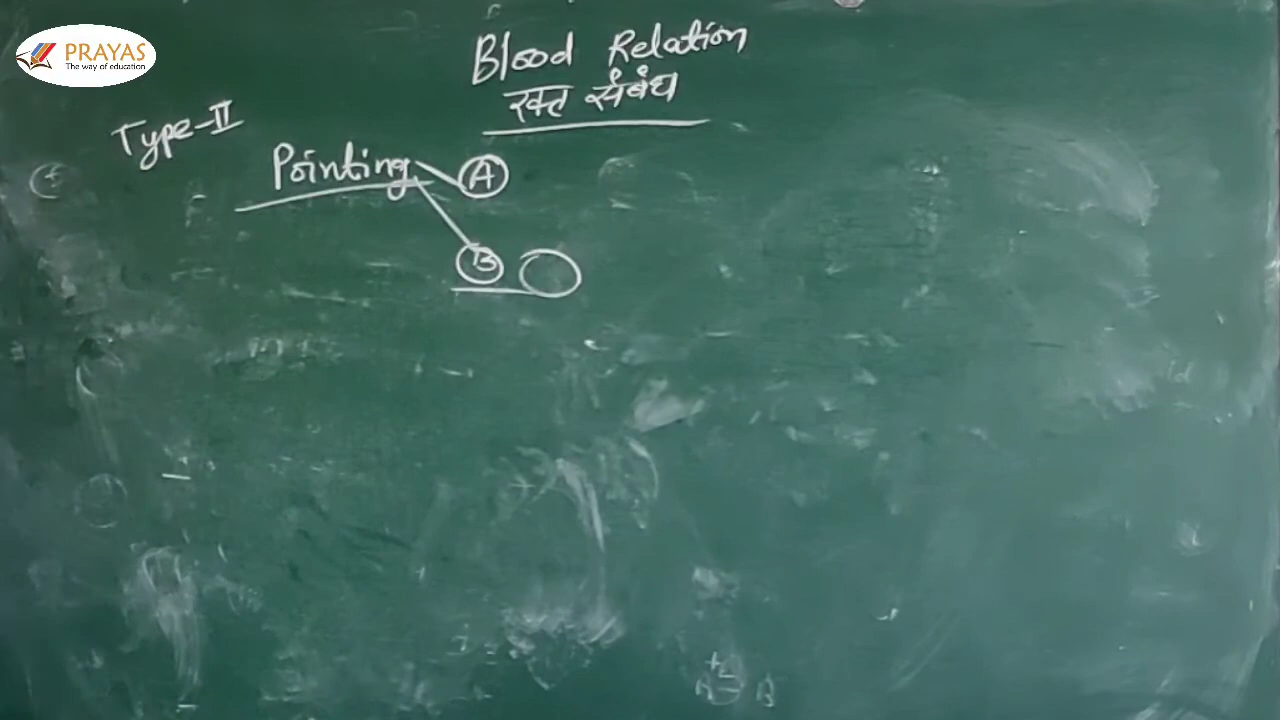 PRAYAS
The way of education
Blood Relation
रक्त संबंध
Type-II
Pointing
A
B